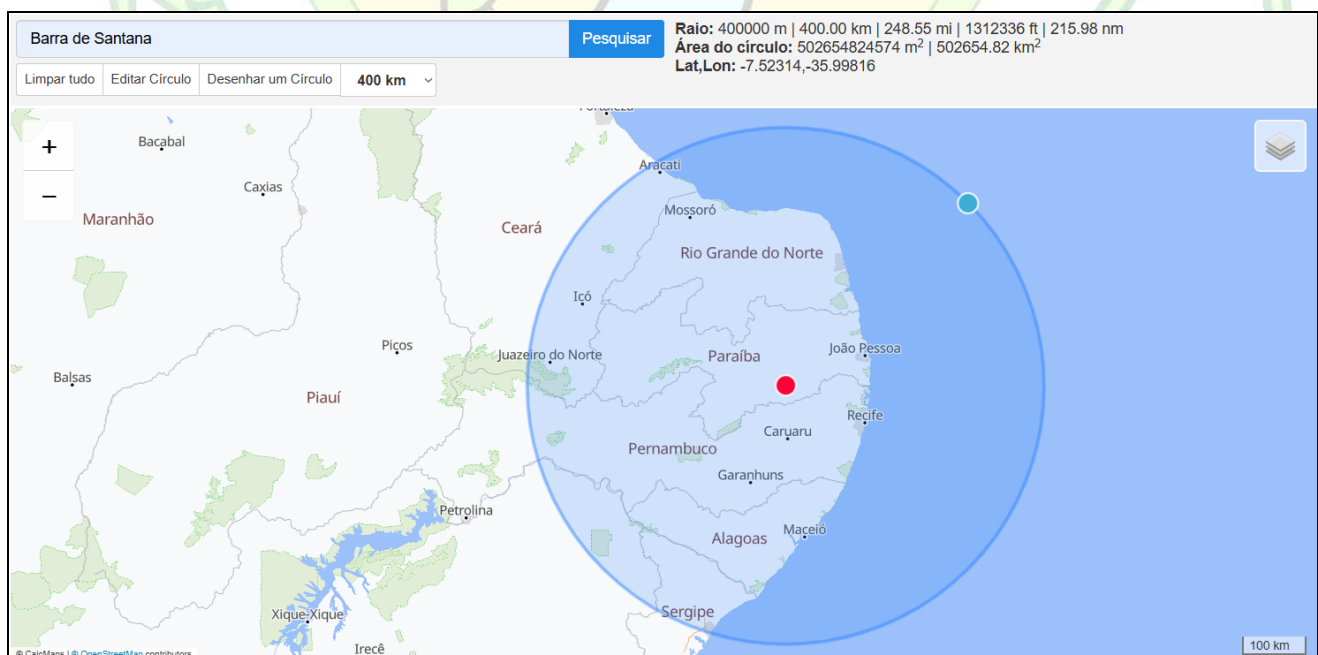 Barra de Santana
Pesquisar
Raio: 400000 m | 400.00 km | 248.55 mi | 1312336 ft | 215.98 nm
Área do círculo: 502654824574 m² | 502654.82 km²
Lat,Lon: -7.52314,-35.99816
Limpar tudo
Editar Círculo
Desenhar um Círculo
400 km
+
−
Fortaleza
Bacabal
Aracati
Caxias
Mossoró
Maranhão
Ceará
Rio Grande do Norte
Içó
Picos
Juazeiro do Norte
Paraíba
João Pessoa
Balsas
Piauí
Recife
Caruaru
Pernambuco
Garanhuns
Petrolina
Maceió
Alagoas
Xique-Xique
Sergipe
Irecê
100 km
© CalcMaps | © OpenStreetMap contributors